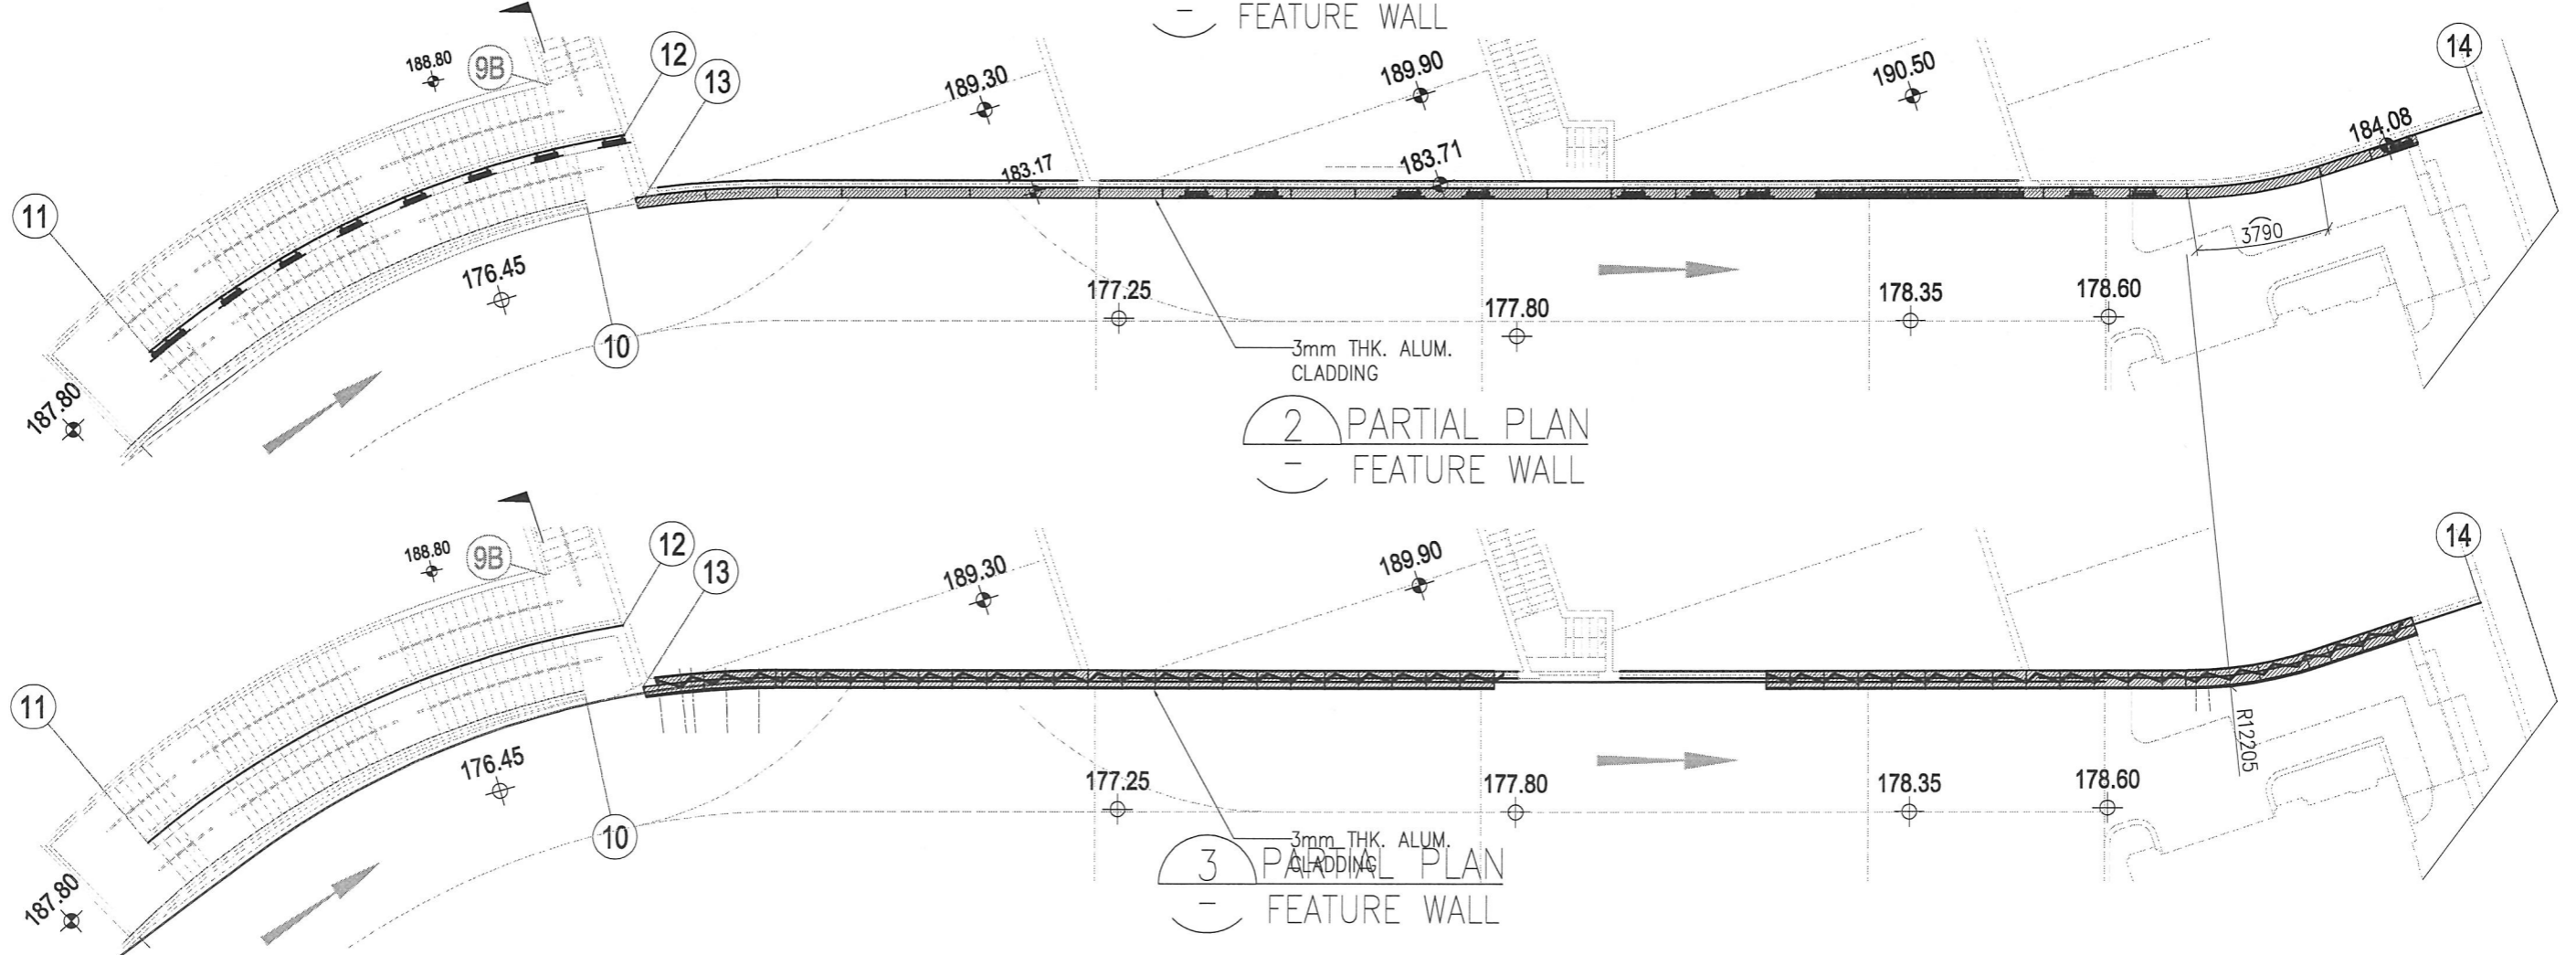 -
FEATURE WALL
12
14
188.80
9B
189.90
190.50
13
189.30
184.08
183.71
183.17
11
3790
176.45
177.25
178.35
178.60
177.80
10
3mm THK. ALUM.
CLADDING
187.80
2 PARTIAL PLAN
- FEATURE WALL
12
14
188.80
9B
189.90
13
189.30
11
R12205
176.45
177.25
177.80
178.35
178.60
10
3mm THK. ALUM.
CLADDING
3 PARTIAL PLAN
187.80
- FEATURE WALL